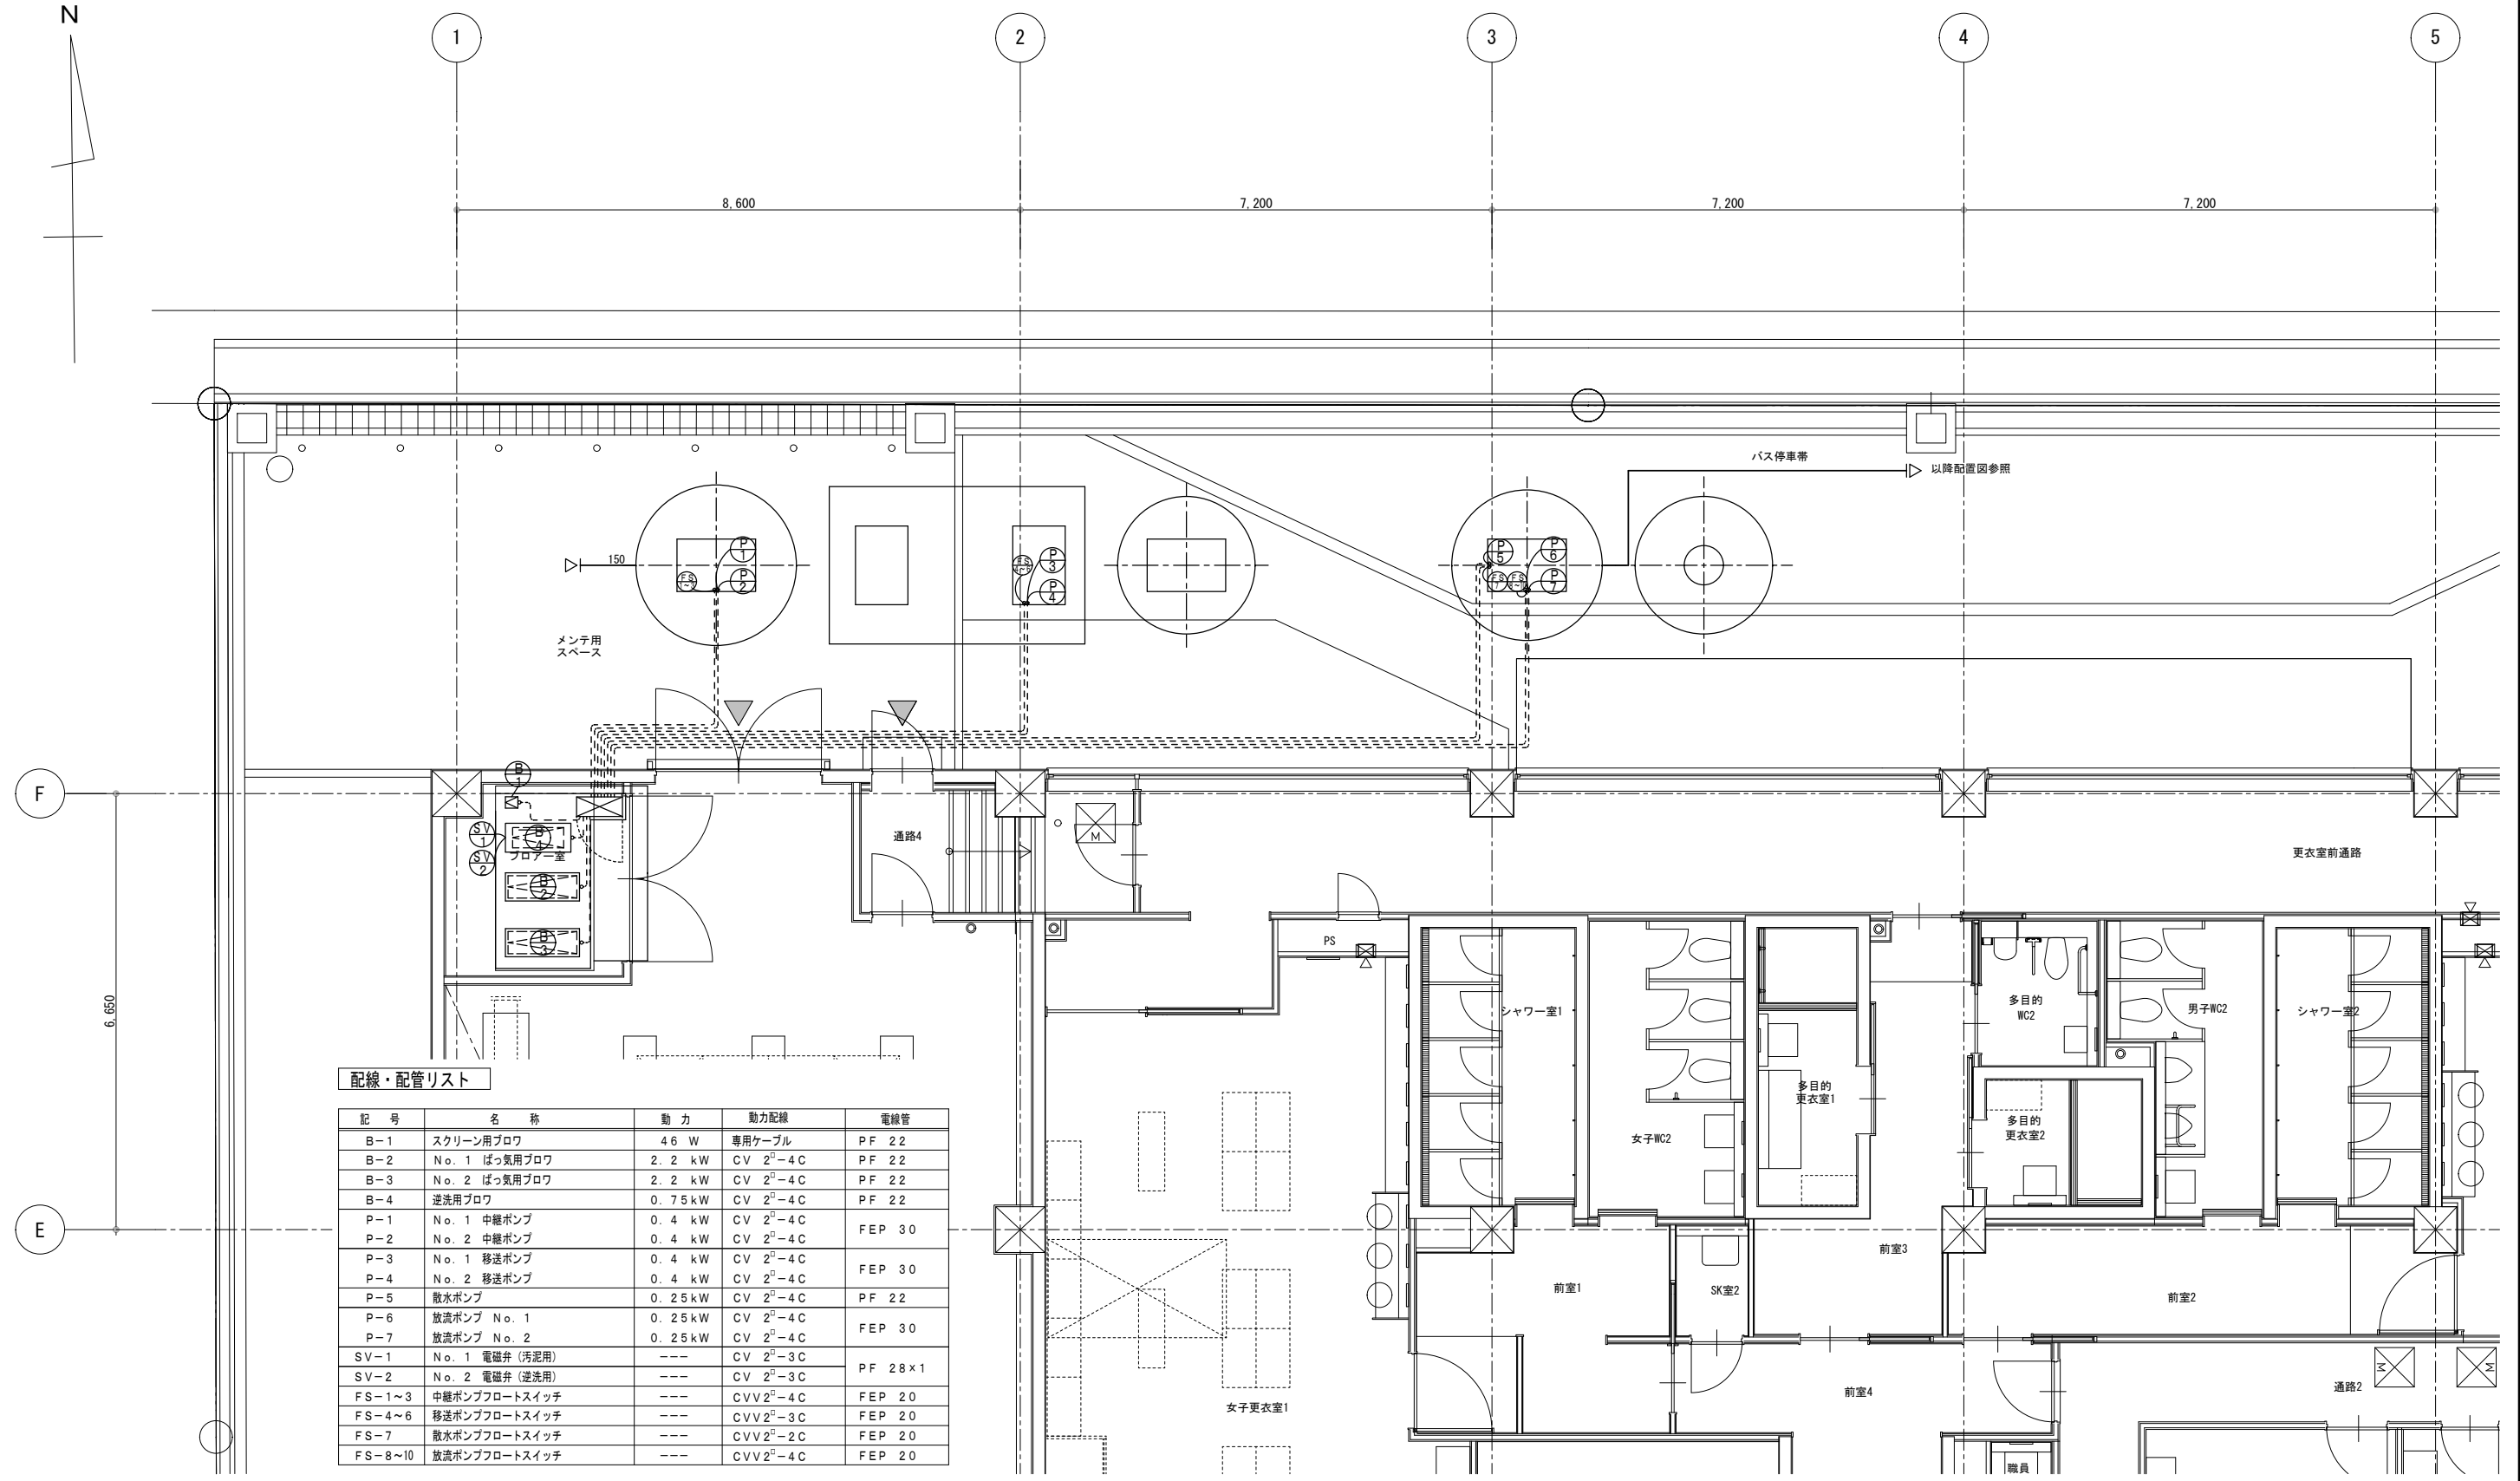 N
1
2
3
4
5
8,600
7,200
7,200
7,200
バス停車帯
以降配置図参照
150
P
1
P
2
FS
P
3
P
4
P
5
P
6
P
7
FS
7
FS
メンテ用
スペース
F
B
1
SV
1
SV
2
B
4
ブロアー室
B
2
B
3
通路4
M
更衣室前通路
PS
シャワー室1
女子WC2
多目的
更衣室1
多目的
WC2
男子WC2
シャワー室2
多目的
更衣室2
6,650
E
前室1
SK室2
前室3
前室2
前室4
通路2
M
M
女子更衣室1
職員
配線・配管リスト
記 号 名 称 動 力 動力配線 電線管
B-1 スクリーン用ブロワ 46 W 専用ケーブル PF 22
B-2 No. 1 ばっ気用ブロワ 2. 2 kW CV 2□-4C PF 22
B-3 No. 2 ばっ気用ブロワ 2. 2 kW CV 2□-4C PF 22
B-4 逆洗用ブロワ 0. 75kW CV 2□-4C PF 22
P-1 No. 1 中継ポンプ 0. 4 kW CV 2□-4C FEP 30
P-2 No. 2 中継ポンプ 0. 4 kW CV 2□-4C
P-3 No. 1 移送ポンプ 0. 4 kW CV 2□-4C FEP 30
P-4 No. 2 移送ポンプ 0. 4 kW CV 2□-4C
P-5 散水ポンプ 0. 25kW CV 2□-4C PF 22
P-6 放流ポンプ No. 1 0. 25kW CV 2□-4C FEP 30
P-7 放流ポンプ No. 2 0. 25kW CV 2□-4C
SV-1 No. 1 電磁弁（汚泥用） --- CV 2□-3C PF 28×1
SV-2 No. 2 電磁弁（逆洗用） --- CV 2□-3C
FS-1~3 中継ポンプフロートスイッチ --- CVV2□-4C FEP 20
FS-4~6 移送ポンプフロートスイッチ --- CVV2□-3C FEP 20
FS-7 散水ポンプフロートスイッチ --- CVV2□-2C FEP 20
FS-8~10 放流ポンプフロートスイッチ --- CVV2□-4C FEP 20